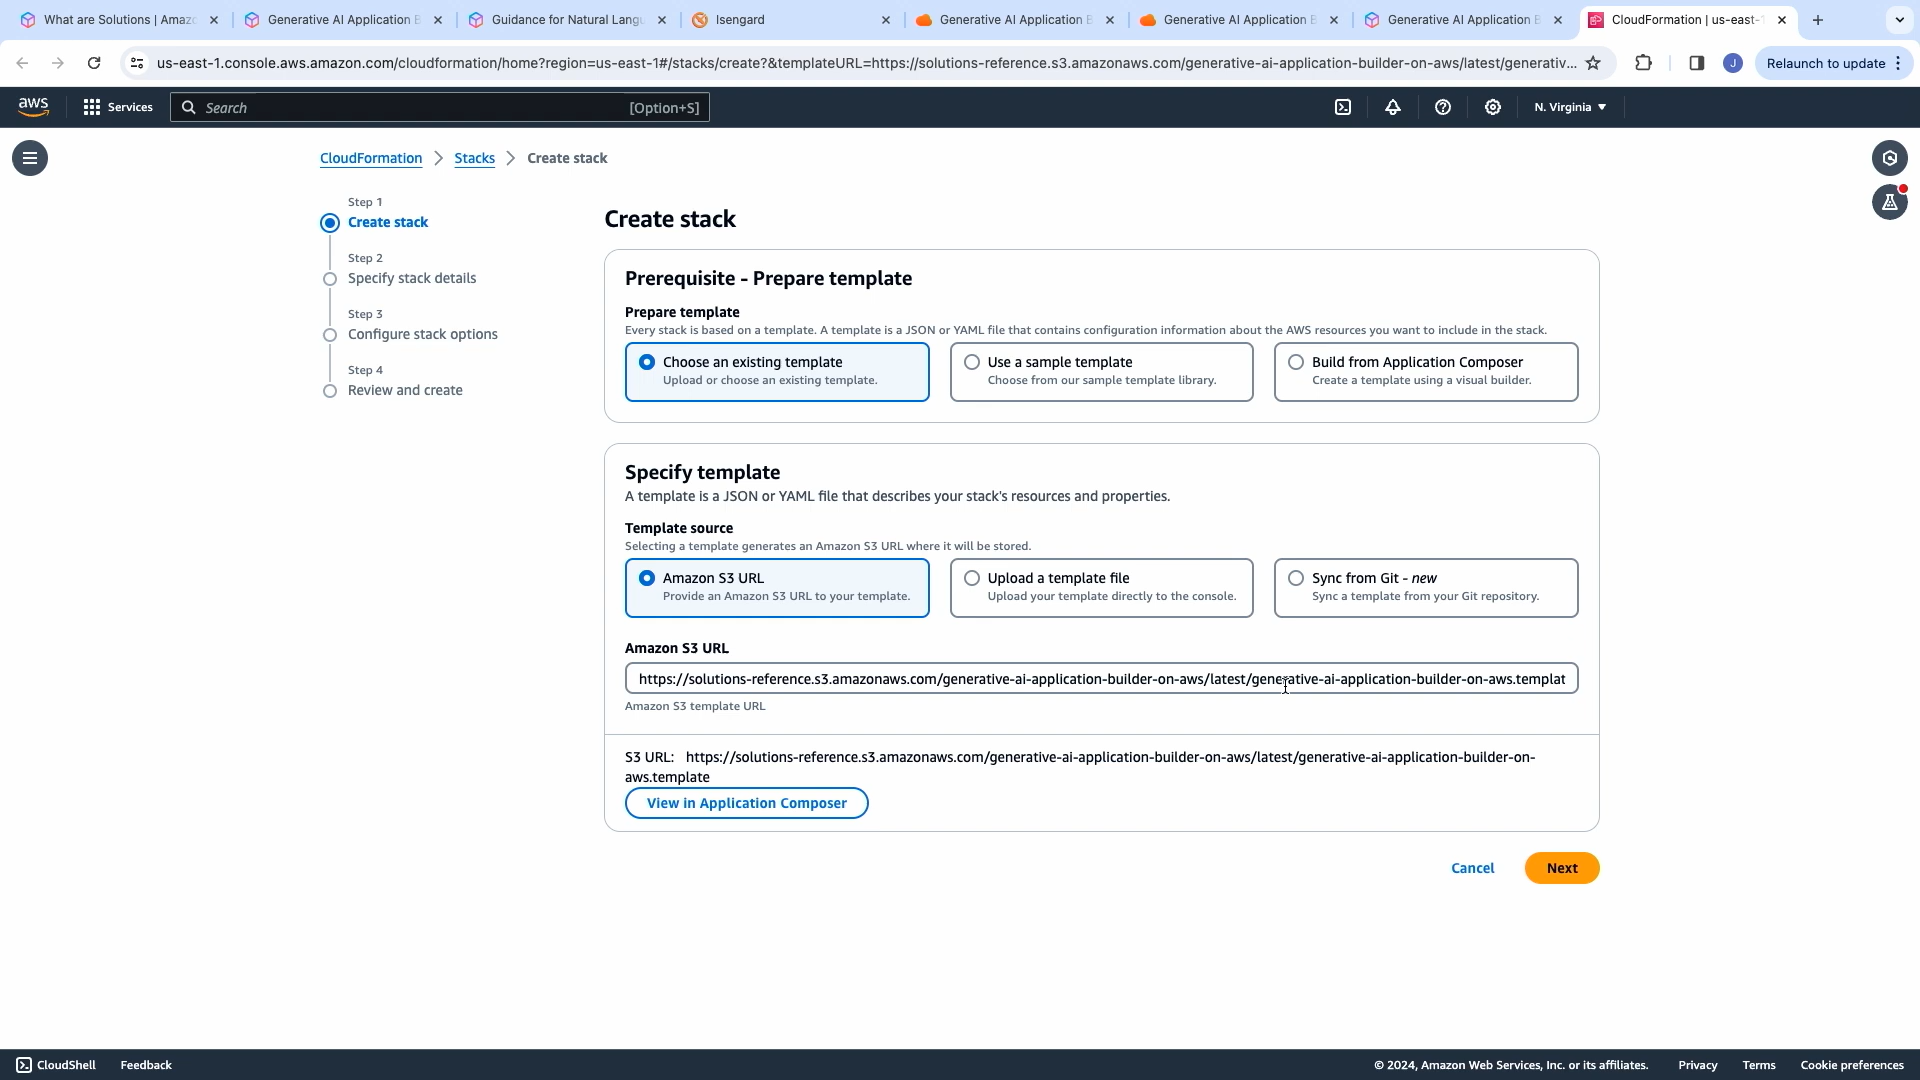 What are Solutions | Amaz
Generative AI Application B
Guidance for Natural Langu
Isengard
Generative AI Application B
Generative AI Application B
Generative AI Application B
CloudFormation | us-east-1
us-east-1.console.aws.amazon.com/cloudformation/home?region=us-east-1#/stacks/create?&templateURL=https://solutions-reference.s3.amazonaws.com/generative-ai-application-builder-on-aws/latest/generativ...
J
Relaunch to update
aws
Services
Search
[Option+S]
N. Virginia
CloudFormation
Stacks
Create stack
Step 1
Create stack
Step 2
Specify stack details
Step 3
Configure stack options
Step 4
Review and create
Create stack
Prerequisite - Prepare template
Prepare template
Every stack is based on a template. A template is a JSON or YAML file that contains configuration information about the AWS resources you want to include in the stack.
Choose an existing template
Upload or choose an existing template.
Use a sample template
Choose from our sample template library.
Build from Application Composer
Create a template using a visual builder.
Specify template
A template is a JSON or YAML file that describes your stack's resources and properties.
Template source
Selecting a template generates an Amazon S3 URL where it will be stored.
Amazon S3 URL
Provide an Amazon S3 URL to your template.
Upload a template file
Upload your template directly to the console.
Sync from Git - new
Sync a template from your Git repository.
Amazon S3 URL
https://solutions-reference.s3.amazonaws.com/generative-ai-application-builder-on-aws/latest/generative-ai-application-builder-on-aws.templat
Amazon S3 template URL
S3 URL: https://solutions-reference.s3.amazonaws.com/generative-ai-application-builder-on-aws/latest/generative-ai-application-builder-on-
aws.template
View in Application Composer
Cancel
Next
CloudShell
Feedback
© 2024, Amazon Web Services, Inc. or its affiliates.
Privacy
Terms
Cookie preferences